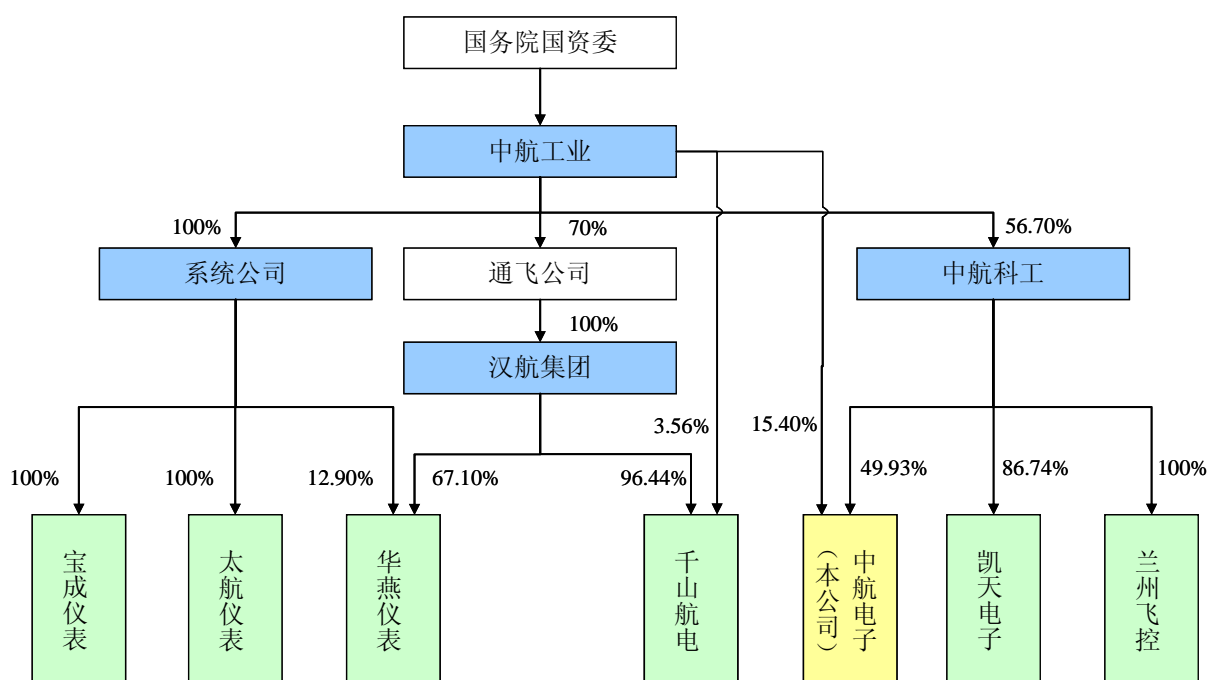 国务院国资委
中航工业
100%
70%
56.70%
系统公司
通飞公司
中航科工
100%
汉航集团
3.56%
15.40%
100%
100%
12.90%
67.10%
96.44%
49.93%
86.74%
100%
宝成仪表
太航仪表
华燕仪表
千山航电
中航电子
（本公司）
凯天电子
兰州飞控